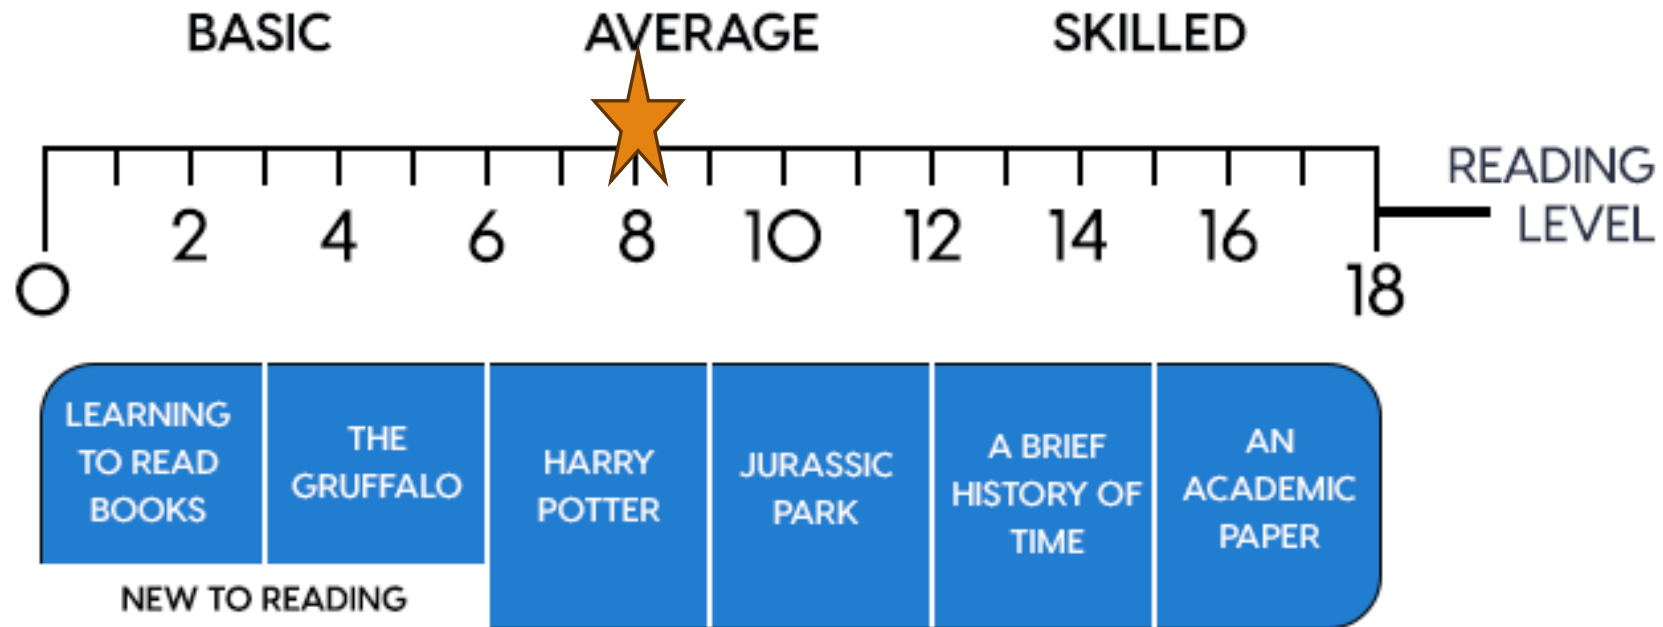 BASIC AVERAGE SKILLED
READING
LEVEL
2 4 6 8 10 12 14 16
0 18
LEARNING
TO READ
BOOKS
THE
GRUFFALO
HARRY
POTTER
JURASSIC
PARK
A BRIEF
HISTORY OF
TIME
AN
ACADEMIC
PAPER
NEW TO READING